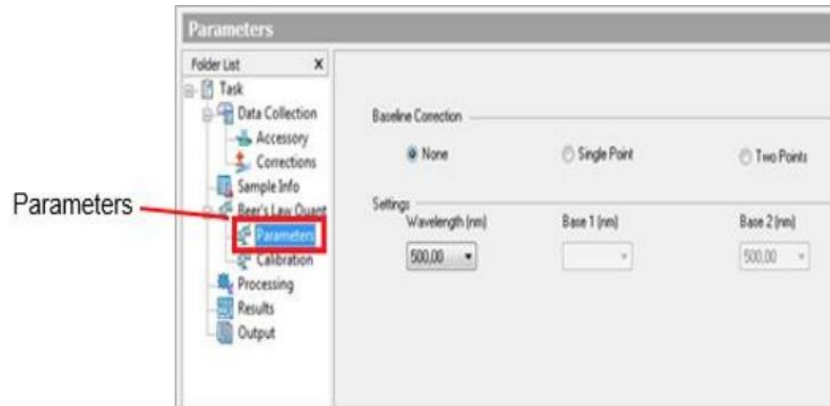 Parameters
Folder List X
Task
Data Collection
Accessory
Corrections
Sample Info
Beer's Law Quant
Parameters
Calibration
Processing
Results
Output
Parameters
Baseline Correction
None Single Point Two Points
Settings
Wavelength (nm) Base 1 (nm) Base 2 (nm)
500.00 500.00